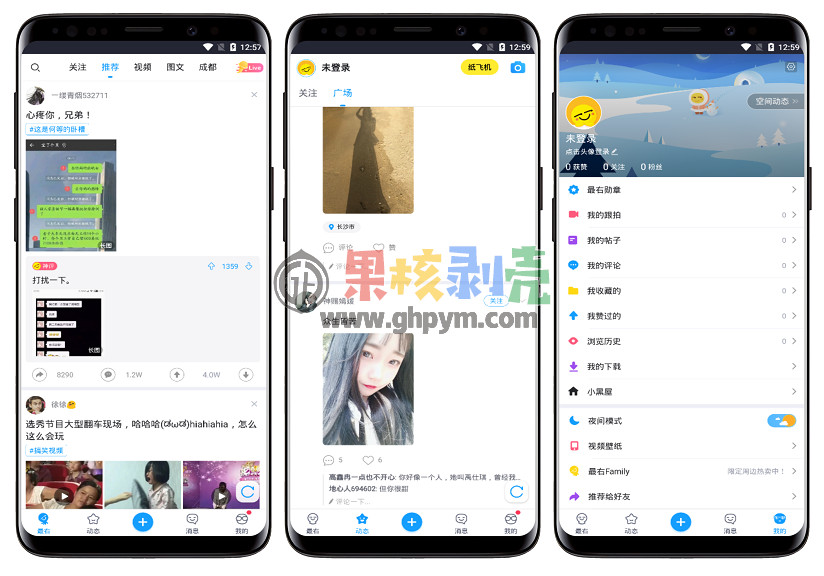 12:57
关注
推荐
视频
图文
成都
Live
一缕青烟532711
心疼你，兄弟！
#这是何等的卧槽
长图
神评
1359
打扰一下。
长图
8290
1.2W
4.0W
徐徐
选秀节目大型翻车现场，哈哈哈(ಡωಡ)hiahiahia，怎么
这么会玩
#搞笑视频
最右
动态
消息
我的
12:59
未登录
纸飞机
关注
广场
长沙市
评论
赞
关注
众生皆苦
5
6
高鑫冉一点也不开心: 你好像一个人，她叫禹仕琪，曾经我...
地心人694602: 但你很甜
评论一下...
最右
动态
消息
我的
12:59
空间动态
未登录
点击头像登录
0获赞
0关注
0粉丝
最右勋章
我的跟拍 0
我的帖子 0
我的评论 0
我收藏的 0
我赞过的 0
浏览历史 0
我的下载
小黑屋
夜间模式
视频壁纸
最右Family 限定周边热卖中！
推荐给好友
最右
动态
消息
我的
果核剥壳
www.ghpym.com